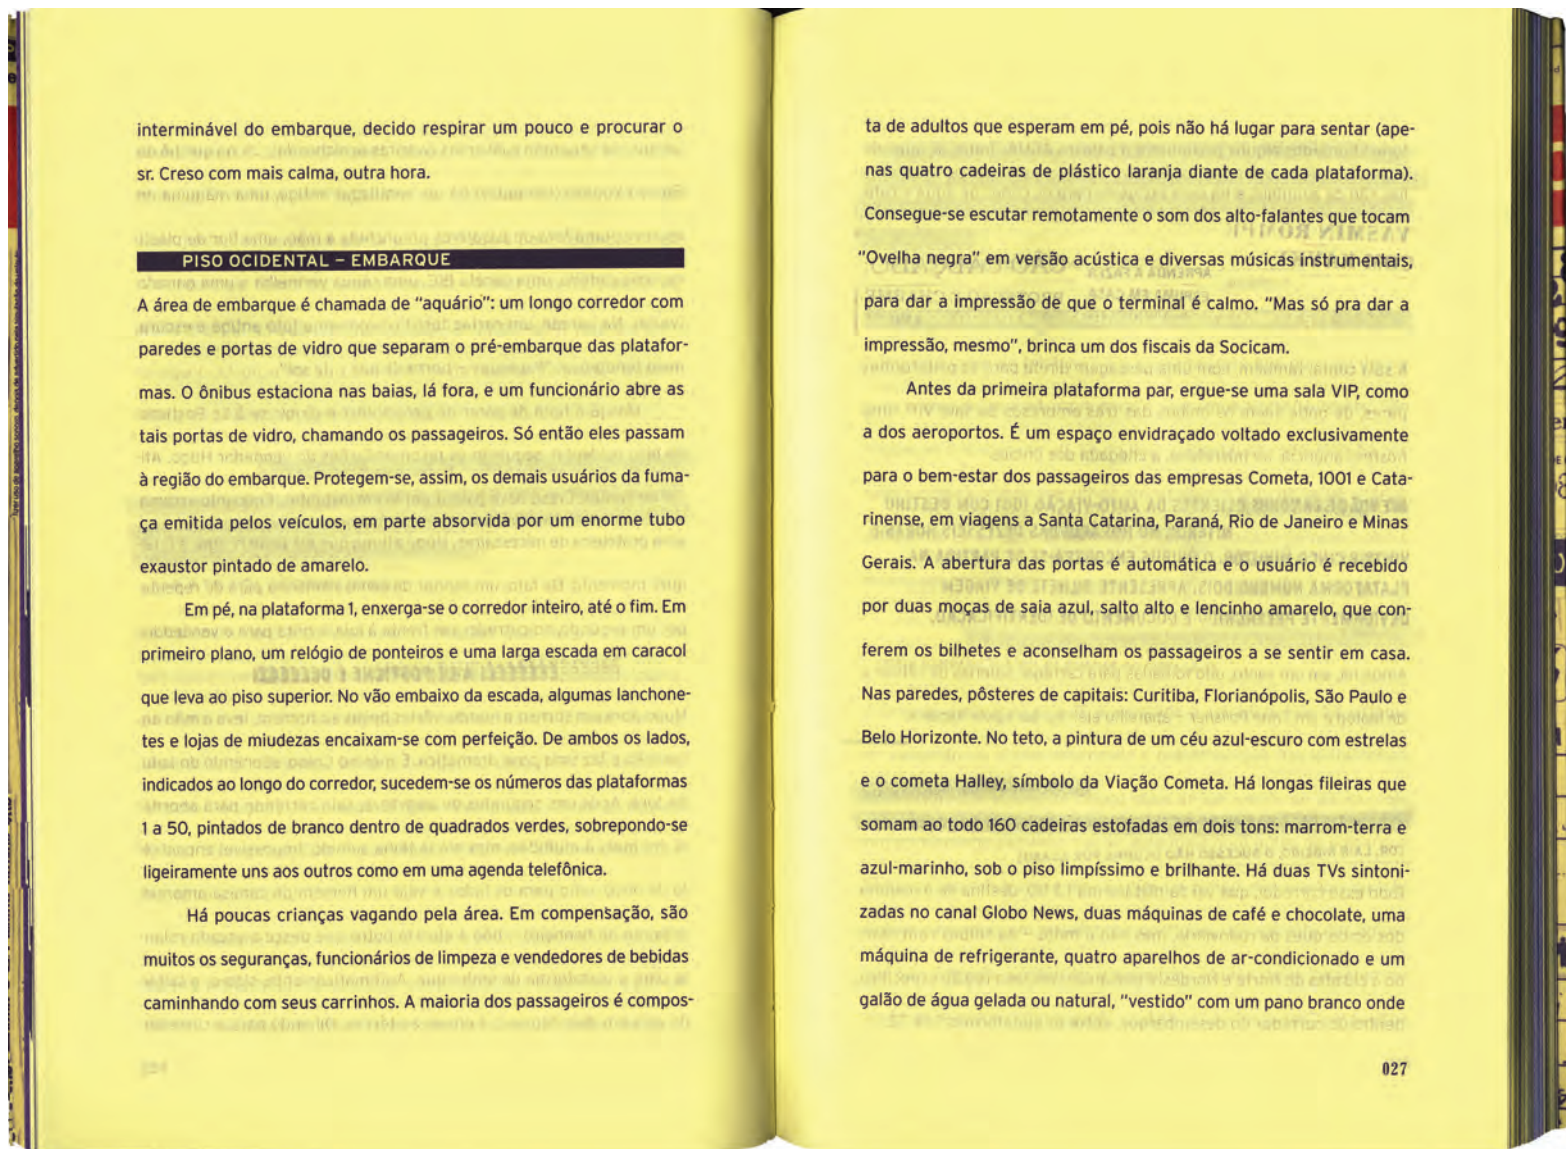 interminável do embarque, decido respirar um pouco e procurar o
sr. Creso com mais calma, outra hora.
PISO OCIDENTAL – EMBARQUE
A área de embarque é chamada de "aquário": um longo corredor com
paredes e portas de vidro que separam o pré-embarque das platafor-
mas. O ônibus estaciona nas baias, lá fora, e um funcionário abre as
tais portas de vidro, chamando os passageiros. Só então eles passam
à região do embarque. Protegem-se, assim, os demais usuários da fuma-
ça emitida pelos veículos, em parte absorvida por um enorme tubo
exaustor pintado de amarelo.
Em pé, na plataforma 1, enxerga-se o corredor inteiro, até o fim. Em
primeiro plano, um relógio de ponteiros e uma larga escada em caracol
que leva ao piso superior. No vão embaixo da escada, algumas lanchone-
tes e lojas de miudezas encaixam-se com perfeição. De ambos os lados,
indicados ao longo do corredor, sucedem-se os números das plataformas
1 a 50, pintados de branco dentro de quadrados verdes, sobrepondo-se
ligeiramente uns aos outros como em uma agenda telefônica.
Há poucas crianças vagando pela área. Em compensação, são
muitos os seguranças, funcionários de limpeza e vendedores de bebidas
caminhando com seus carrinhos. A maioria dos passageiros é compos-
ta de adultos que esperam em pé, pois não há lugar para sentar (ape-
nas quatro cadeiras de plástico laranja diante de cada plataforma).
Consegue-se escutar remotamente o som dos alto-falantes que tocam
"Ovelha negra" em versão acústica e diversas músicas instrumentais,
para dar a impressão de que o terminal é calmo. "Mas só pra dar a
impressão, mesmo", brinca um dos fiscais da Socicam.
Antes da primeira plataforma par, ergue-se uma sala VIP, como
a dos aeroportos. É um espaço envidraçado voltado exclusivamente
para o bem-estar dos passageiros das empresas Cometa, 1001 e Cata-
rinense, em viagens a Santa Catarina, Paraná, Rio de Janeiro e Minas
Gerais. A abertura das portas é automática e o usuário é recebido
por duas moças de saia azul, salto alto e lencinho amarelo, que con-
ferem os bilhetes e aconselham os passageiros a se sentir em casa.
Nas paredes, pôsteres de capitais: Curitiba, Florianópolis, São Paulo e
Belo Horizonte. No teto, a pintura de um céu azul-escuro com estrelas
e o cometa Halley, símbolo da Viação Cometa. Há longas fileiras que
somam ao todo 160 cadeiras estofadas em dois tons: marrom-terra e
azul-marinho, sob o piso limpíssimo e brilhante. Há duas TVs sintoni-
zadas no canal Globo News, duas máquinas de café e chocolate, uma
máquina de refrigerante, quatro aparelhos de ar-condicionado e um
galão de água gelada ou natural, "vestido" com um pano branco onde
027